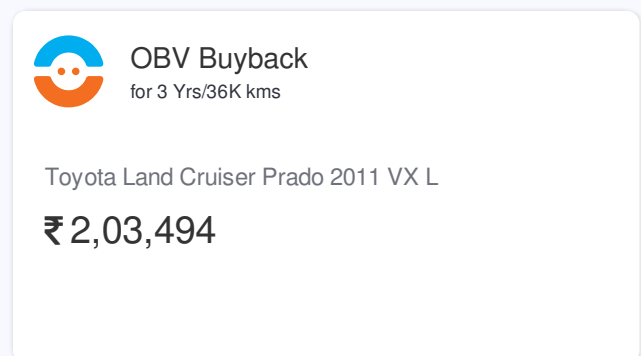 OBV Buyback
for 3 Yrs/36K kms
Toyota Land Cruiser Prado 2011 VX L
₹ 2,03,494